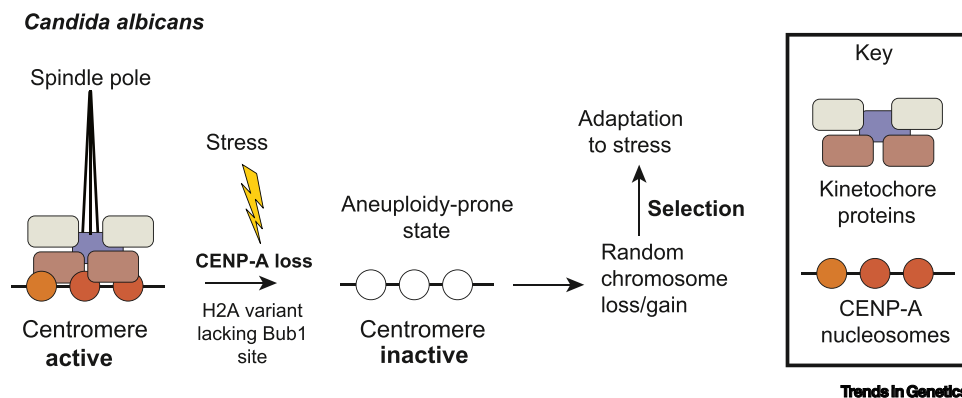 Candida albicans
Spindle pole
Stress
CENP-A loss
H2A variant
lacking Bub1
site
Centromere
active
Aneuploidy-prone
state
Centromere
inactive
Adaptation
to stress
Selection
Random
chromosome
loss/gain
Key
Kinetochore
proteins
CENP-A
nucleosomes
Trends in Genetics